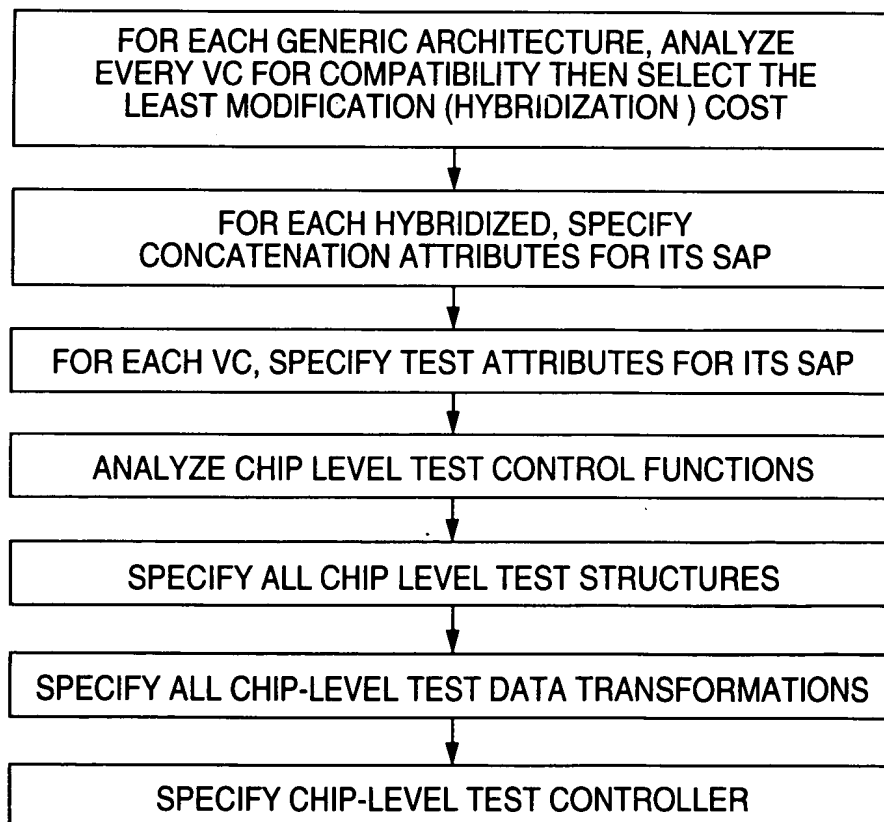 FOR EACH GENERIC ARCHITECTURE, ANALYZE
EVERY VC FOR COMPATIBILITY THEN SELECT THE
LEAST MODIFICATION (HYBRIDIZATION ) COST
FOR EACH HYBRIDIZED, SPECIFY
CONCATENATION ATTRIBUTES FOR ITS SAP
FOR EACH VC, SPECIFY TEST ATTRIBUTES FOR ITS SAP
ANALYZE CHIP LEVEL TEST CONTROL FUNCTIONS
SPECIFY ALL CHIP LEVEL TEST STRUCTURES
SPECIFY ALL CHIP-LEVEL TEST DATA TRANSFORMATIONS
SPECIFY CHIP-LEVEL TEST CONTROLLER